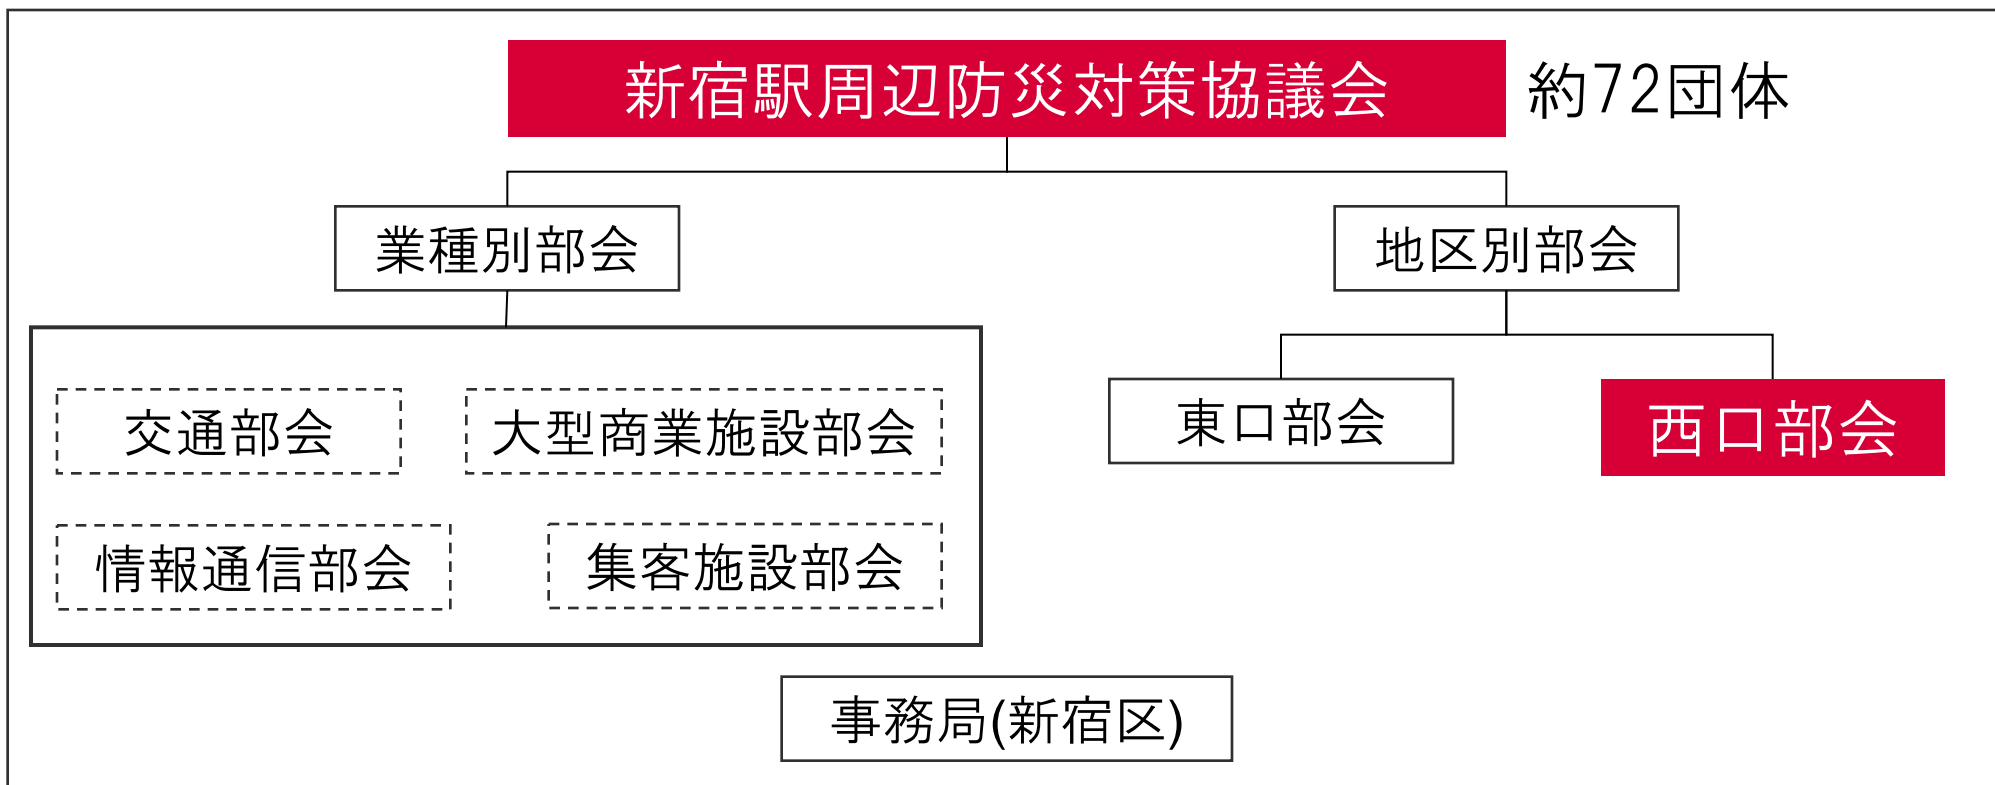 新宿駅周辺防災対策協議会
約72団体
業種別部会
地区別部会
交通部会
大型商業施設部会
東口部会
西口部会
情報通信部会
集客施設部会
事務局(新宿区)